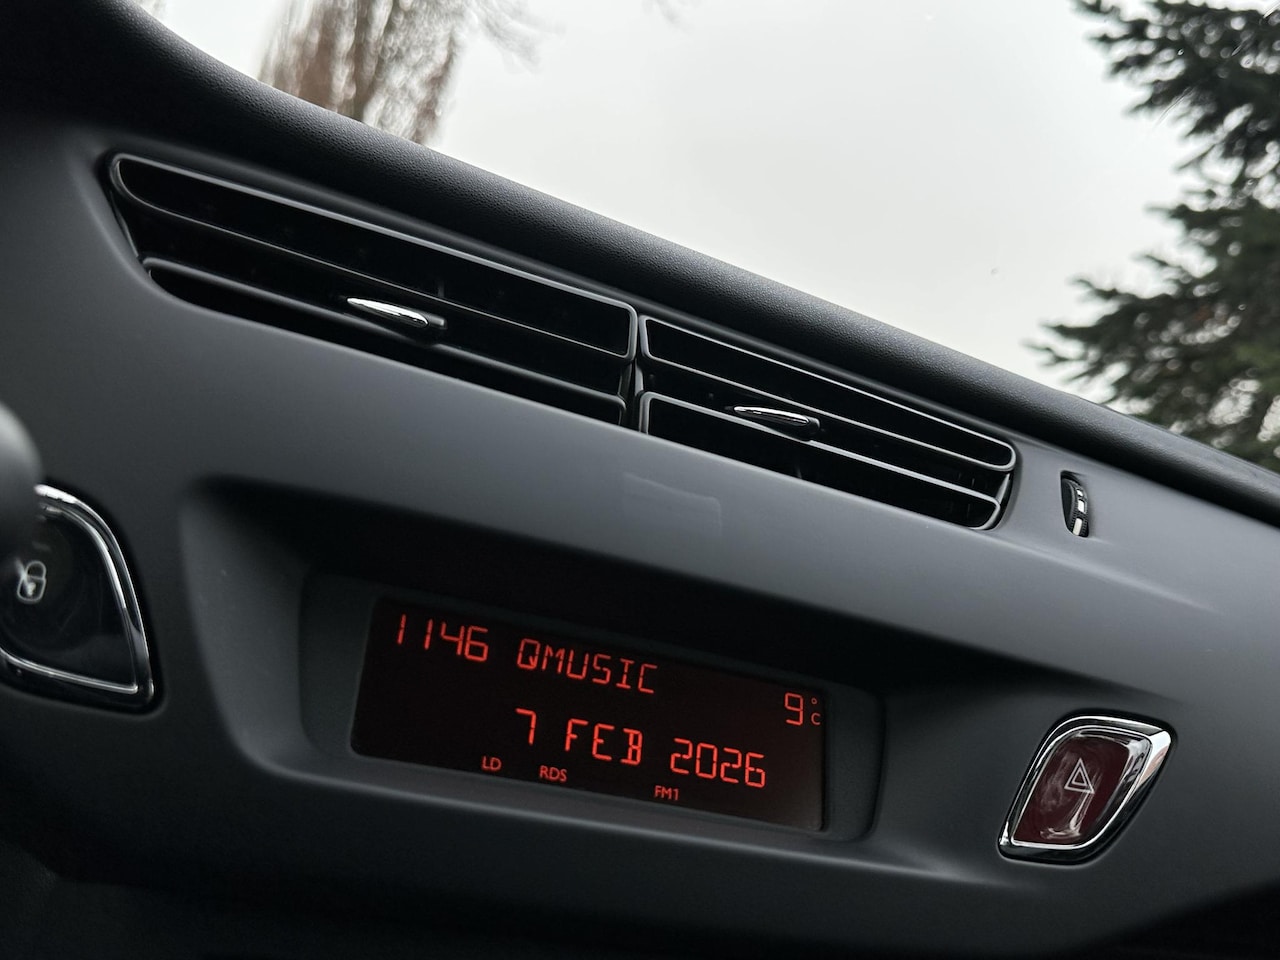 1146 QMUSIC
9°C
7 FEB 2026
LD RDS FM1